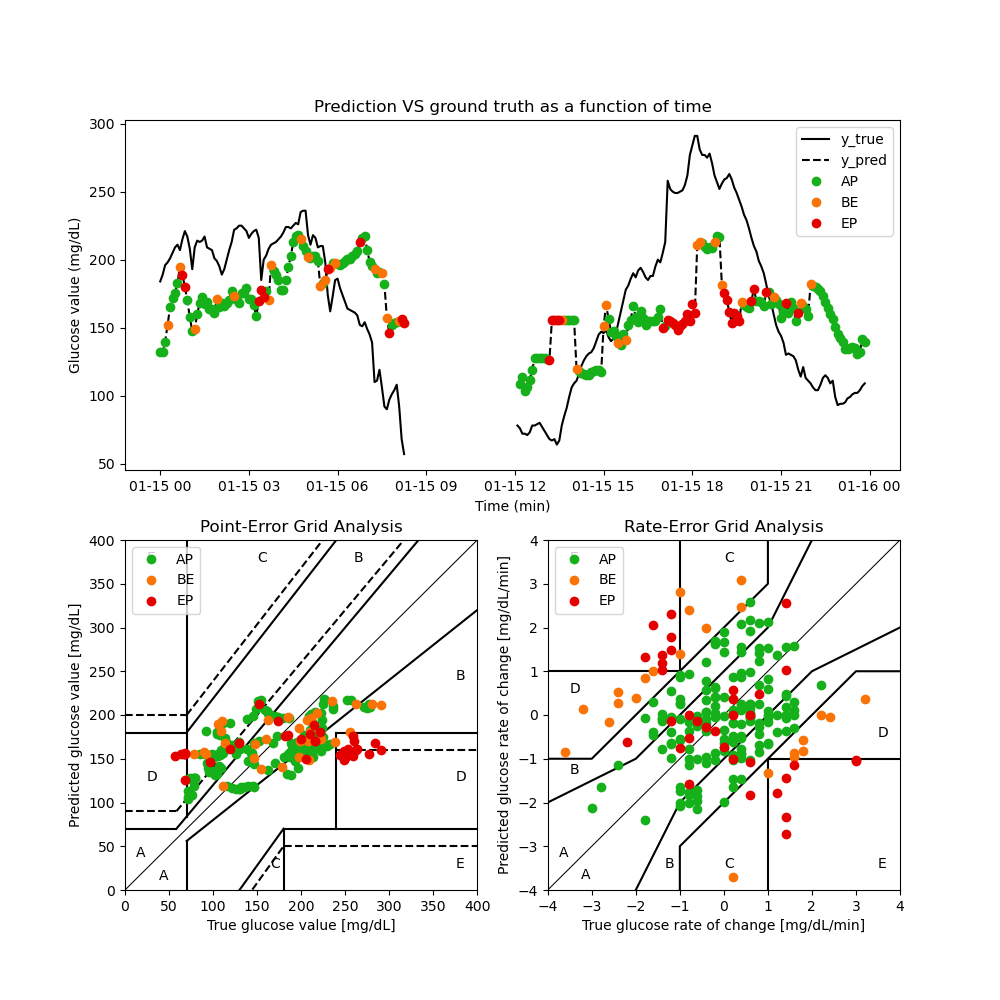 Prediction VS ground truth as a function of time
Glucose value (mg/dL)
300
250
200
150
100
50
y_true
y_pred
AP
BE
EP
01-15 00 01-15 03 01-15 06 01-15 09 01-15 12 01-15 15 01-15 18 01-15 21 01-16 00
Time (min)
Point-Error Grid Analysis
Predicted glucose value [mg/dL]
400
350
300
250
200
150
100
50
0
AP
BE
EP
C
B
B
D
D
A
A
C
E
0 50 100 150 200 250 300 350 400
True glucose value [mg/dL]
Rate-Error Grid Analysis
Predicted glucose rate of change [mg/dL/min]
4
3
2
1
0
−1
−2
−3
−4
AP
BE
EP
C
D
D
B
A
A
B
C
E
−4 −3 −2 −1 0 1 2 3 4
True glucose rate of change [mg/dL/min]